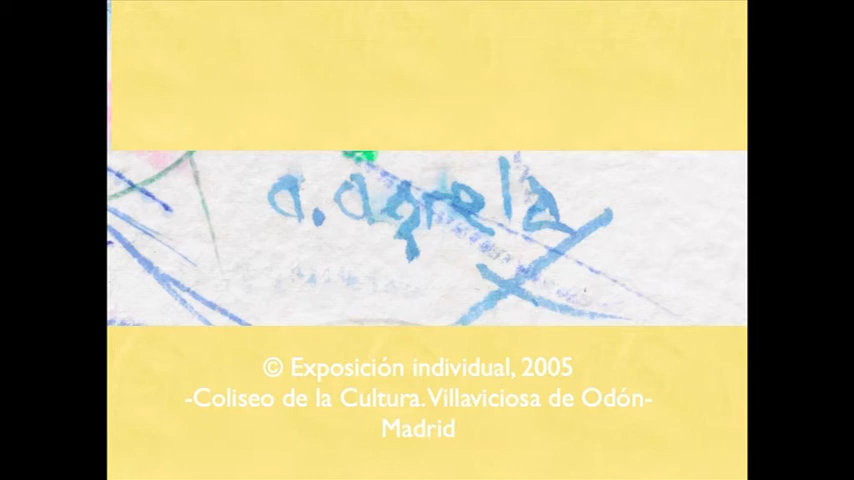 a.agrela
© Exposición individual, 2005
-Coliseo de la Cultura.Villaviciosa de Odón-
Madrid